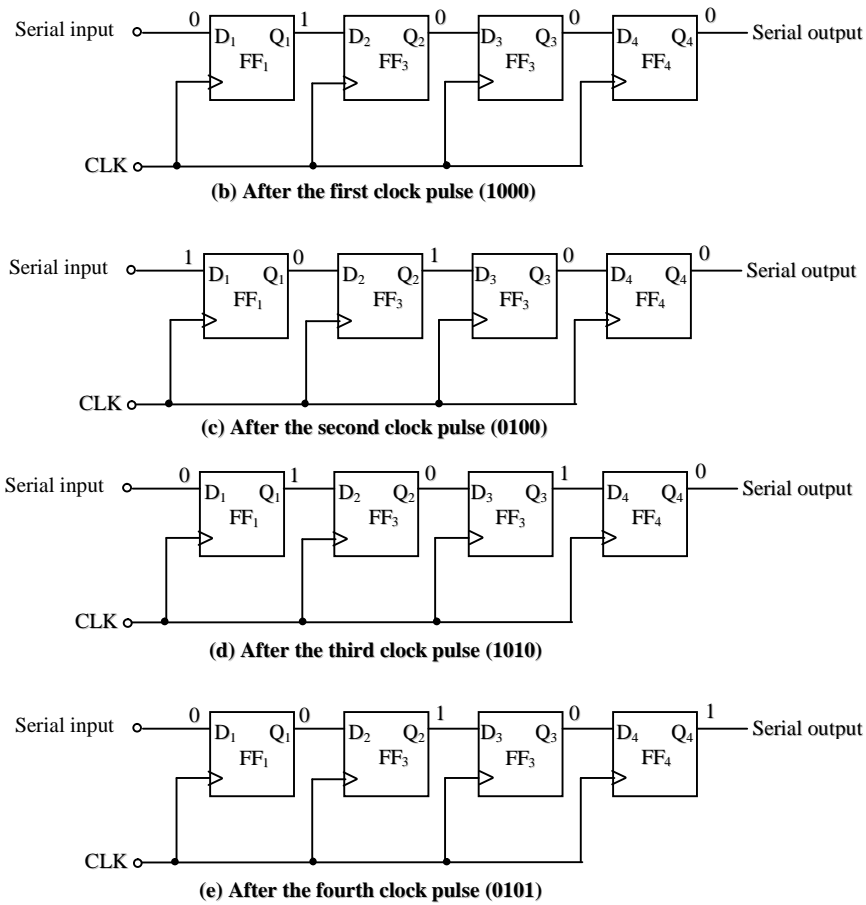 Serial input 0 D₁ Q₁ 1 D₂ Q₂ 0 D₃ Q₃ 0 D₄ Q₄ 0 Serial output
FF₁ FF₃ FF₃ FF₄
CLK
(b) After the first clock pulse (1000)
Serial input 1 D₁ Q₁ 0 D₂ Q₂ 1 D₃ Q₃ 0 D₄ Q₄ 0 Serial output
FF₁ FF₃ FF₃ FF₄
CLK
(c) After the second clock pulse (0100)
Serial input 0 D₁ Q₁ 1 D₂ Q₂ 0 D₃ Q₃ 1 D₄ Q₄ 0 Serial output
FF₁ FF₃ FF₃ FF₄
CLK
(d) After the third clock pulse (1010)
Serial input 0 D₁ Q₁ 0 D₂ Q₂ 1 D₃ Q₃ 0 D₄ Q₄ 1 Serial output
FF₁ FF₃ FF₃ FF₄
CLK
(e) After the fourth clock pulse (0101)